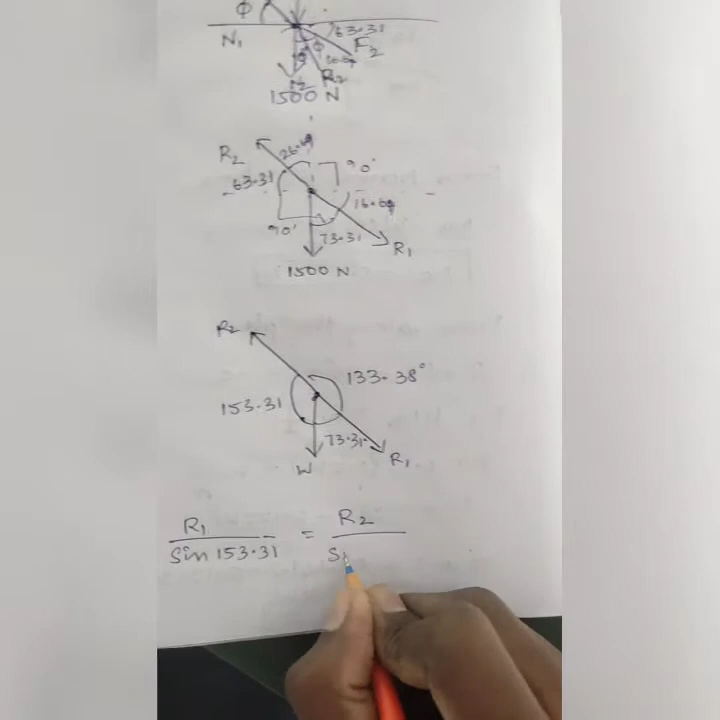 Φ
63.31
N₁
Φ
F₂
R₂
1500 N
26.69
R₂
90°
63.31
16.69
90°
73.31
R₁
1500 N
R₂
133.38°
153.31
73.31
W
R₁
R₁ = R₂
sin 153.31 S